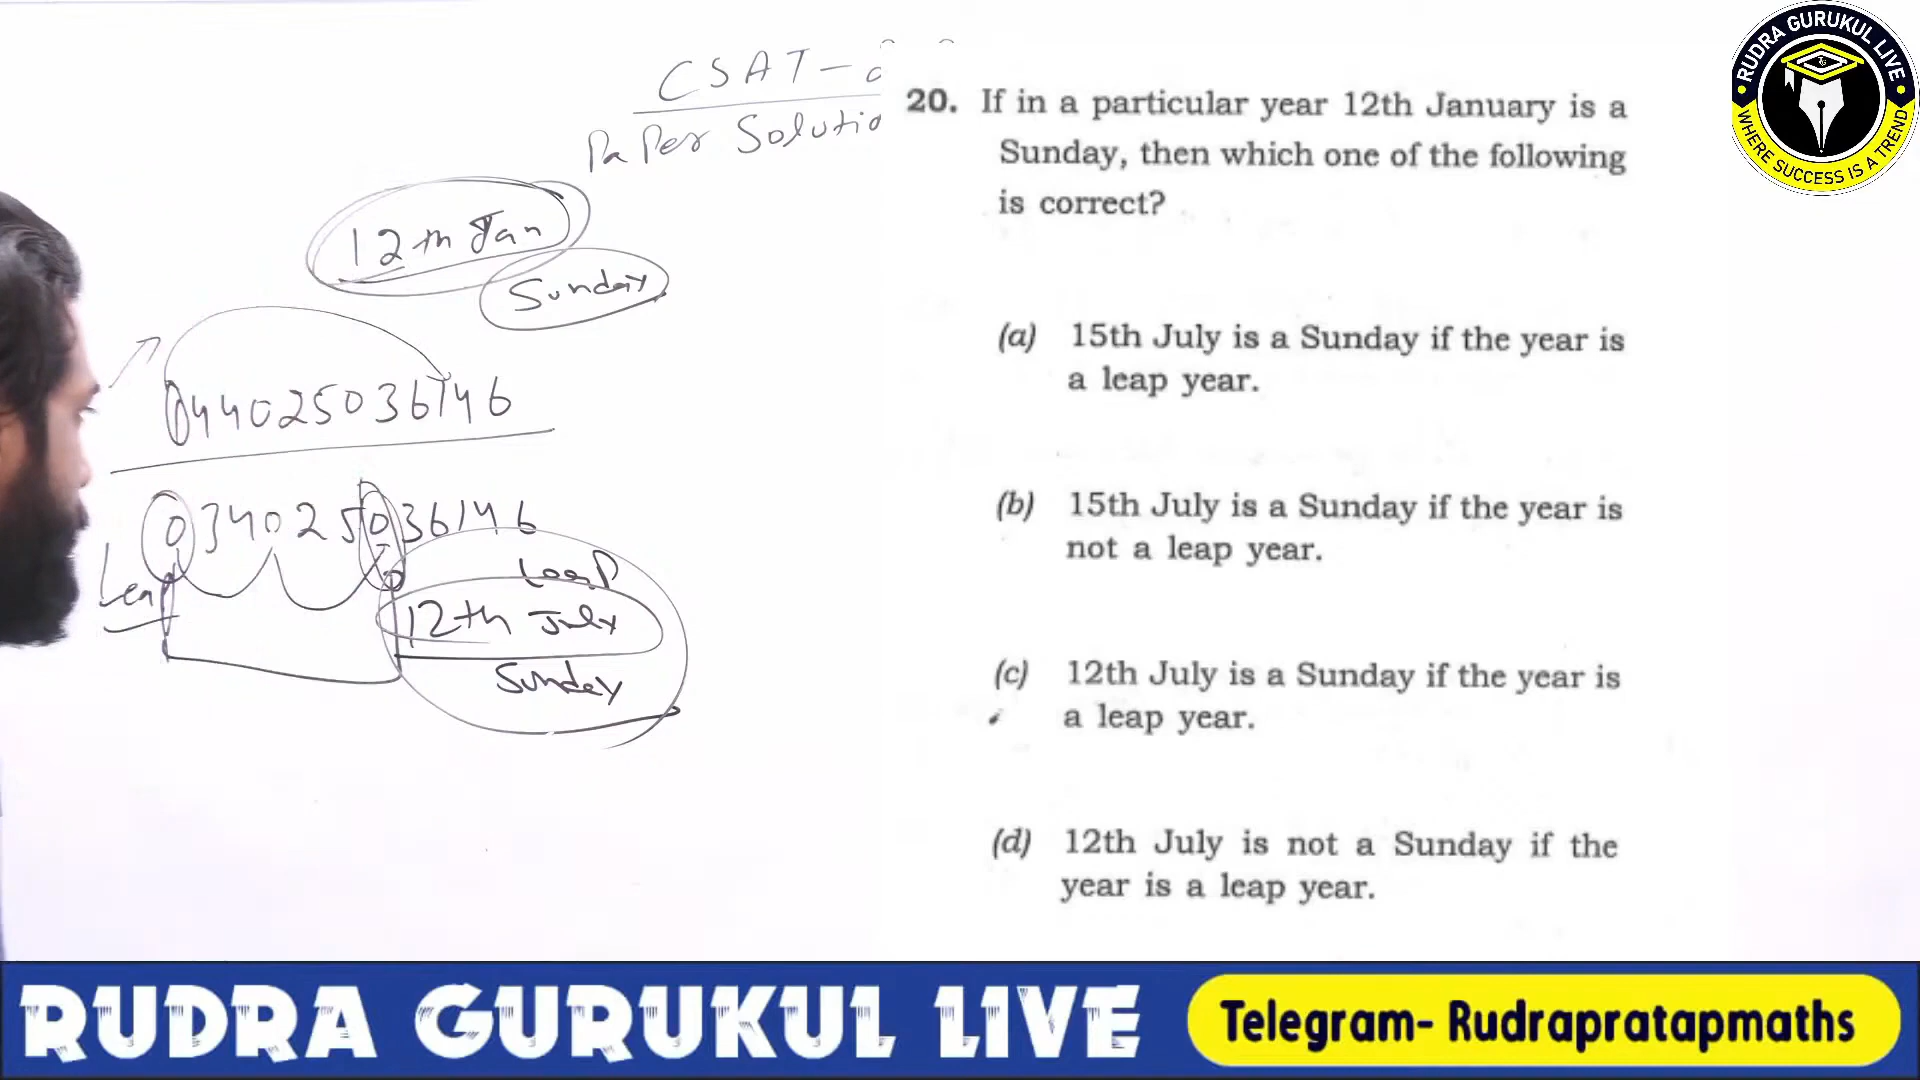 CSAT -
Paper Solutio
12th Jan
Sunday
044025036146
034025036146
Leap
Leap
12th July
Sunday
20. If in a particular year 12th January is a
Sunday, then which one of the following
is correct?
(a) 15th July is a Sunday if the year is
a leap year.
(b) 15th July is a Sunday if the year is
not a leap year.
(c) 12th July is a Sunday if the year is
a leap year.
(d) 12th July is not a Sunday if the
year is a leap year.
RUDRA GURUKUL LIVE
WHERE SUCCESS IS A TREND
RUDRA GURUKUL LIVE
Telegram- Rudrapratapmaths